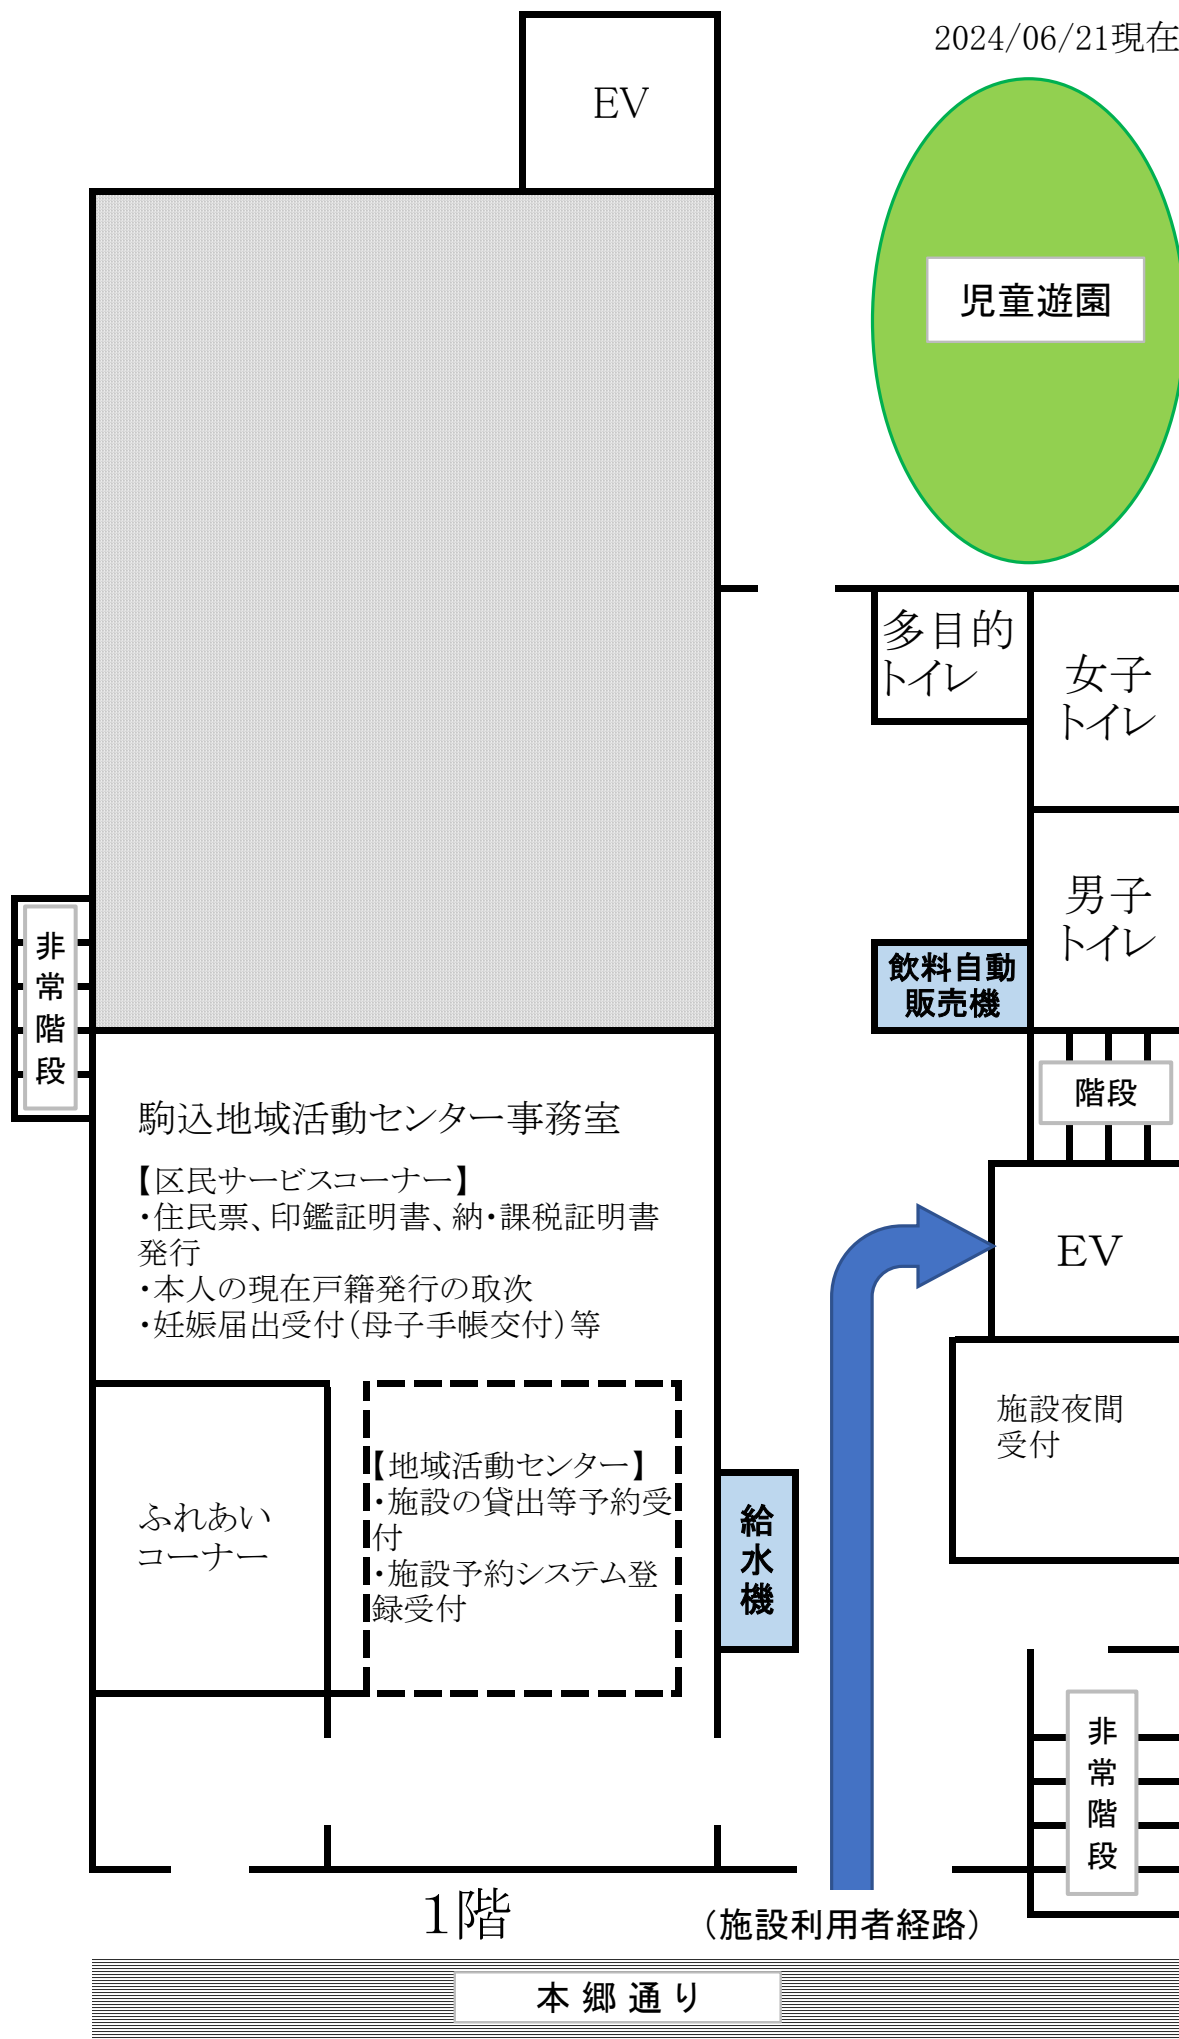 2024/06/21現在
EV
児童遊園
多目的
トイレ
女子
トイレ
男子
トイレ
飲料自動
販売機
非常階段
階段
駒込地域活動センター事務室
【区民サービスコーナー】
・住民票、印鑑証明書、納・課税証明書
発行
・本人の現在戸籍発行の取次
・妊娠届出受付(母子手帳交付)等
EV
施設夜間
受付
ふれあい
コーナー
【地域活動センター】
・施設の貸出等予約受
付
・施設予約システム登
録受付
給水機
非常階段
1階
(施設利用者経路)
本郷通り